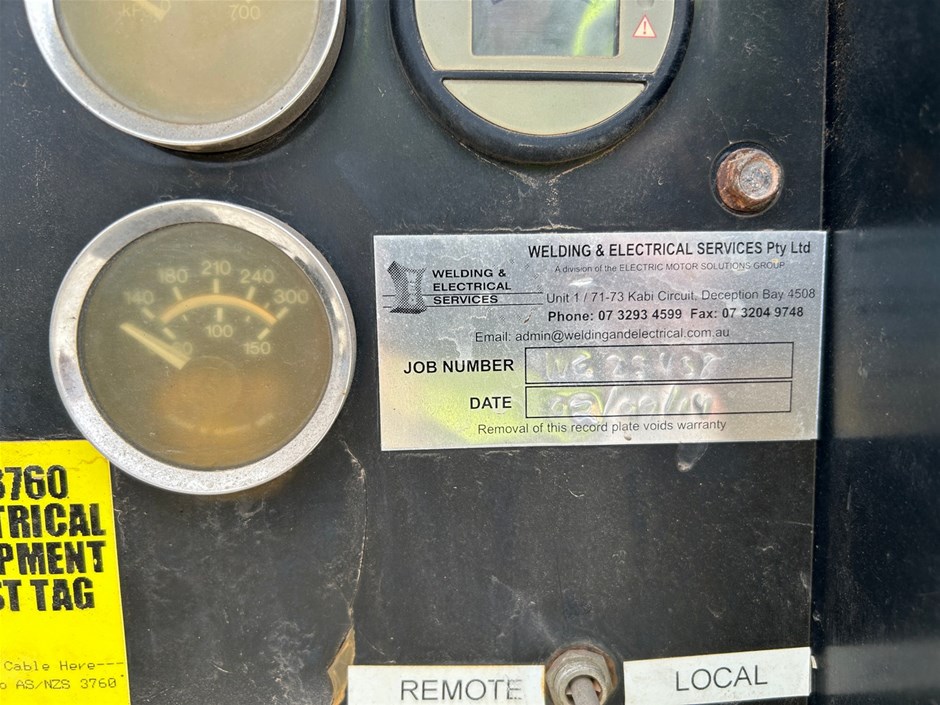 kP
0
700
140
180
210
240
300
100
150
WELDING & ELECTRICAL SERVICES Pty Ltd
A division of the ELECTRIC MOTOR SOLUTIONS GROUP
WELDING &
ELECTRICAL
SERVICES
Unit 1 / 71-73 Kabi Circuit, Deception Bay 4508
Phone: 07 3293 4599 Fax: 07 3204 9748
Email: admin@weldingandelectrical.com.au
JOB NUMBER
DATE
Removal of this record plate voids warranty
3760
TRICAL
PMENT
ST TAG
Cable Here---
o AS/NZS 3760
REMOTE
LOCAL